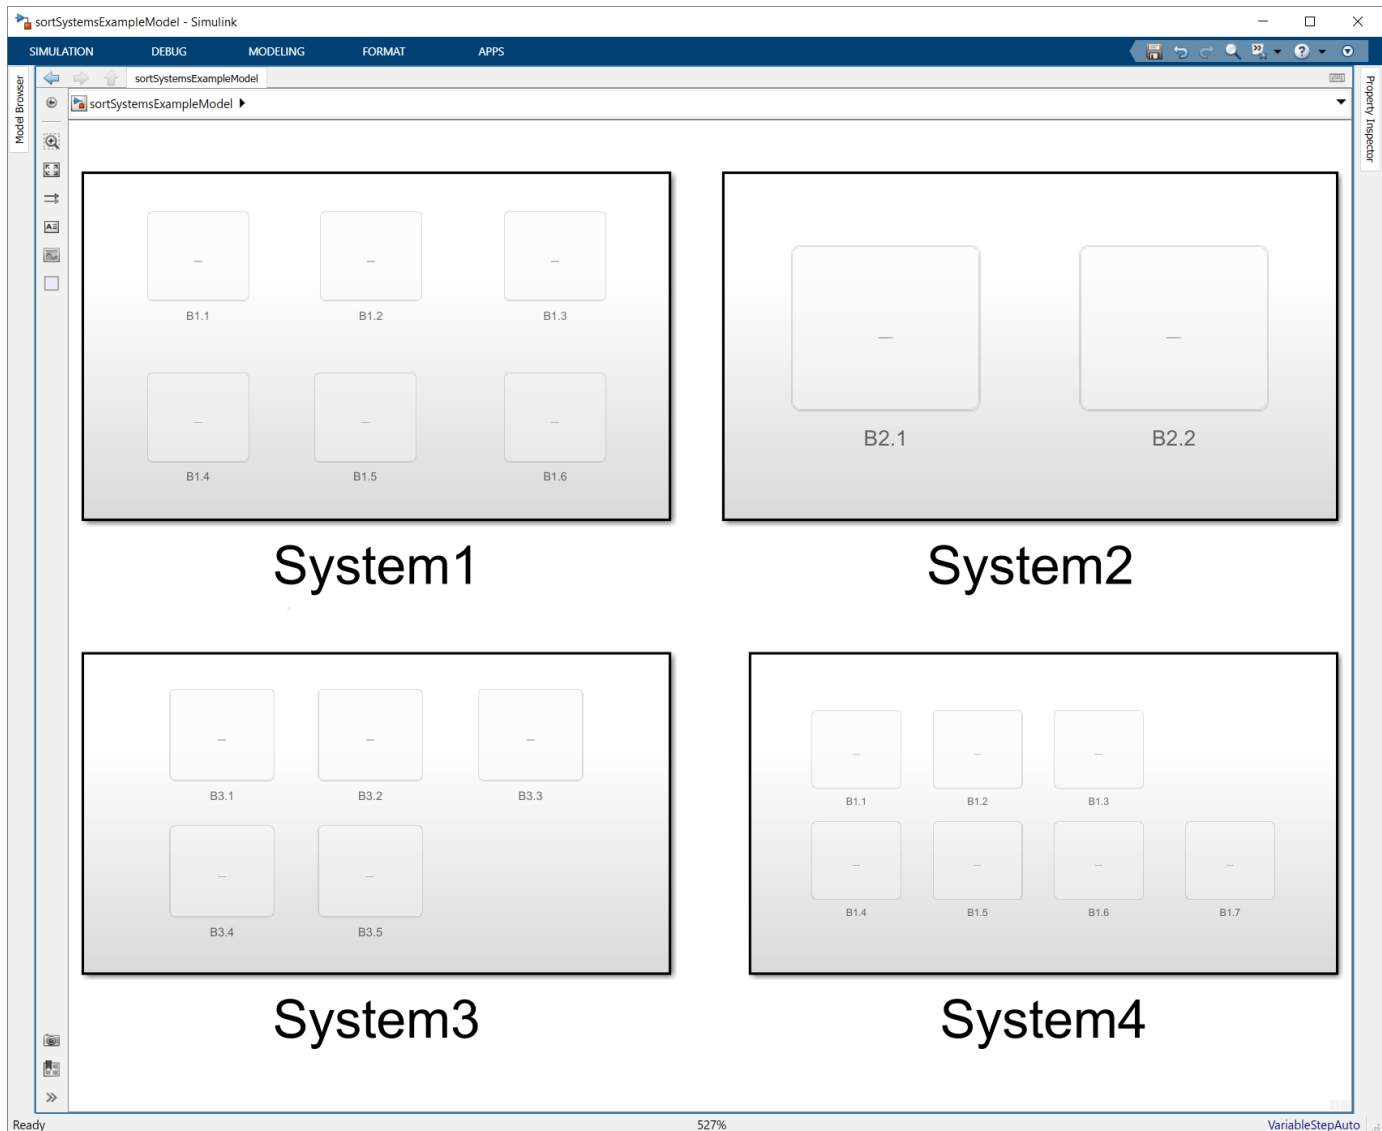 sortSystemsExampleModel - Simulink
SIMULATION DEBUG MODELING FORMAT APPS
Model Browser
sortSystemsExampleModel
Property Inspector
sortSystemsExampleModel
B1.1 B1.2 B1.3
B1.4 B1.5 B1.6
System1
B2.1 B2.2
System2
B3.1 B3.2 B3.3
B3.4 B3.5
System3
B1.1 B1.2 B1.3
B1.4 B1.5 B1.6 B1.7
System4
Ready 527% VariableStepAuto